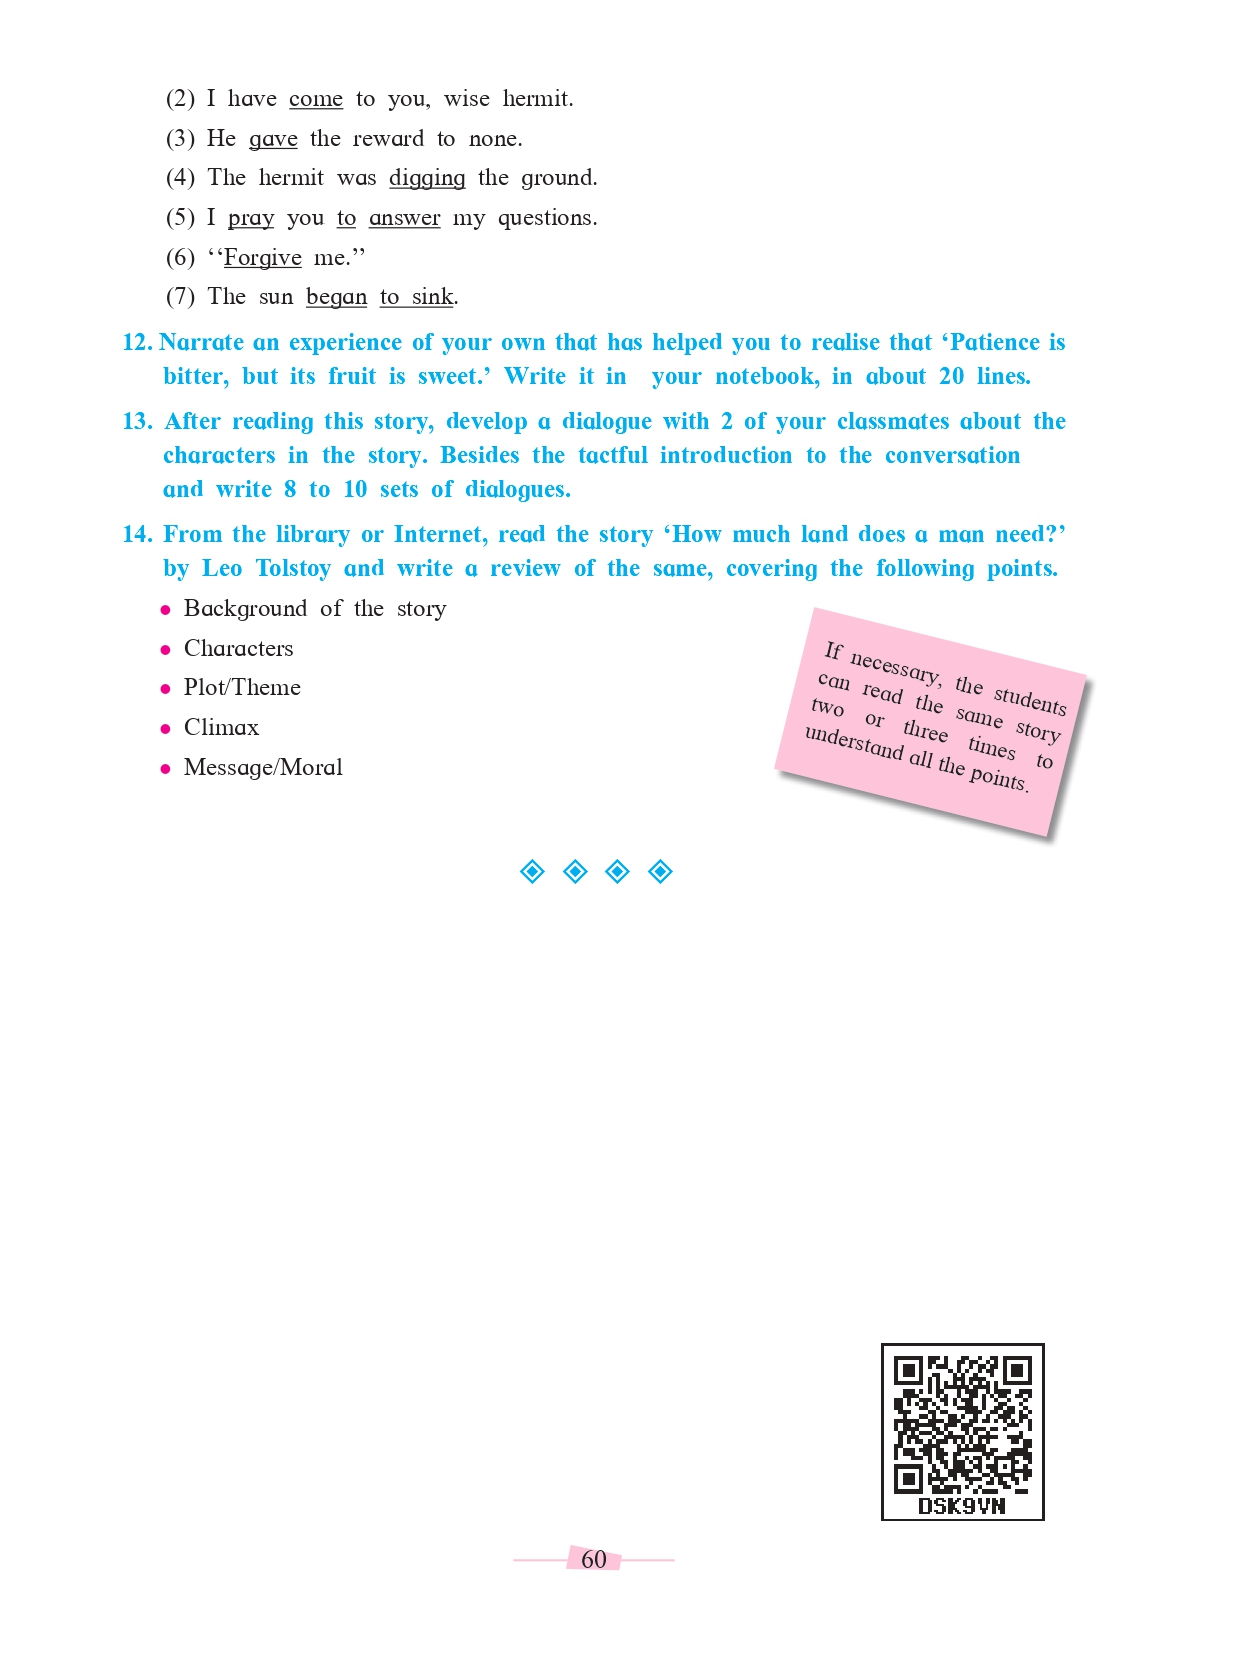 (2) I have come to you, wise hermit.
(3) He gave the reward to none.
(4) The hermit was digging the ground.
(5) I pray you to answer my questions.
(6) ‘‘Forgive me.’’
(7) The sun began to sink.
12. Narrate an experience of your own that has helped you to realise that ‘Patience is
bitter, but its fruit is sweet.’ Write it in your notebook, in about 20 lines.
13. After reading this story, develop a dialogue with 2 of your classmates about the
characters in the story. Besides the tactful introduction to the conversation
and write 8 to 10 sets of dialogues.
14. From the library or Internet, read the story ‘How much land does a man need?’
by Leo Tolstoy and write a review of the same, covering the following points.
• Background of the story
• Characters
• Plot/Theme
• Climax
• Message/Moral
If necessary, the students
can read the same story
two or three times to
understand all the points.
DSK9VN
60